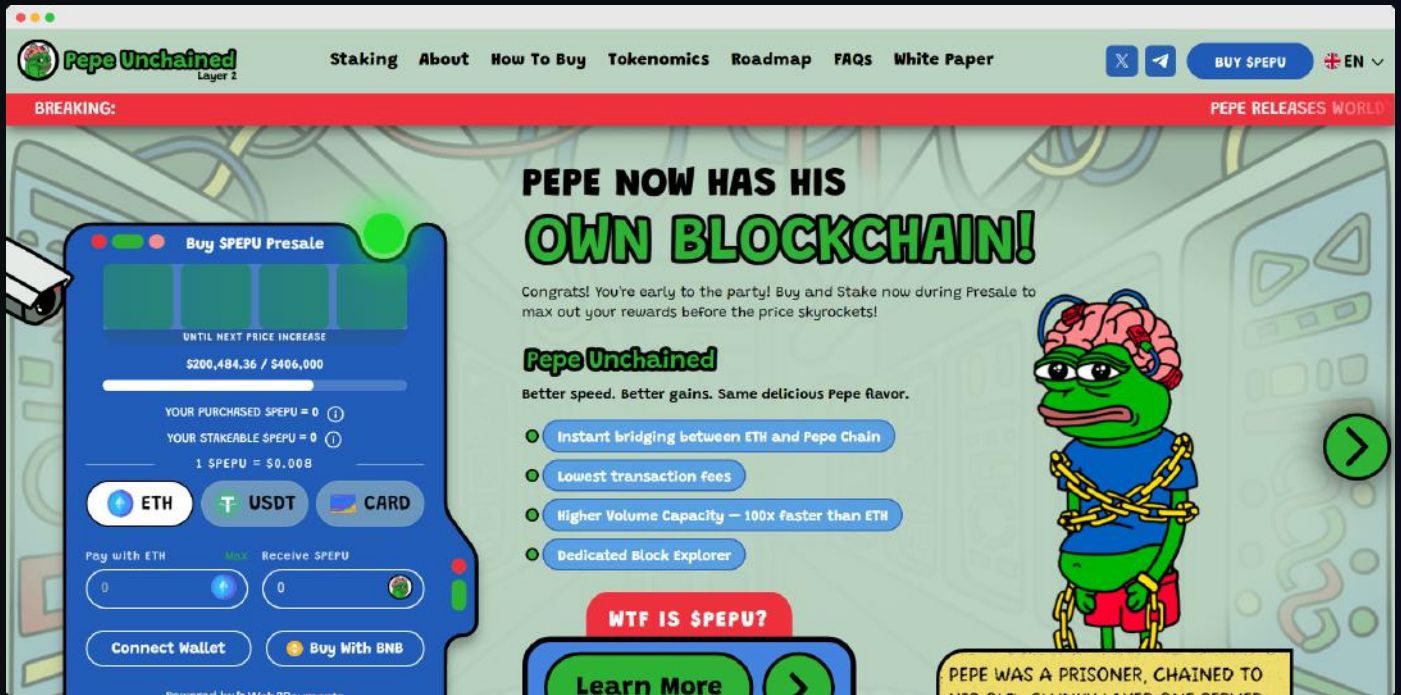 Pepe Unchained
Layer 2
Staking About How To Buy Tokenomics Roadmap FAQs White Paper
BUY $PEPU
EN
BREAKING:
PEPE RELEASES WORLD
PEPE NOW HAS HIS
OWN BLOCKCHAIN!
Congrats! You're early to the party! Buy and Stake now during Presale to
max out your rewards before the price skyrockets!
Pepe Unchained
Better speed. Better gains. Same delicious Pepe flavor.
Instant bridging between ETH and Pepe Chain
Lowest transaction fees
Higher Volume Capacity — 100x faster than ETH
Dedicated Block Explorer
WTF IS $PEPU?
Learn More
Buy $PEPU Presale
UNTIL NEXT PRICE INCREASE
$200,484.36 / $406,000
YOUR PURCHASED $PEPU = 0
YOUR STAKEABLE $PEPU = 0
1 $PEPU = $0.008
ETH USDT CARD
Pay with ETH Max Receive $PEPU
0 0
Connect Wallet Buy With BNB
PEPE WAS A PRISONER, CHAINED TO